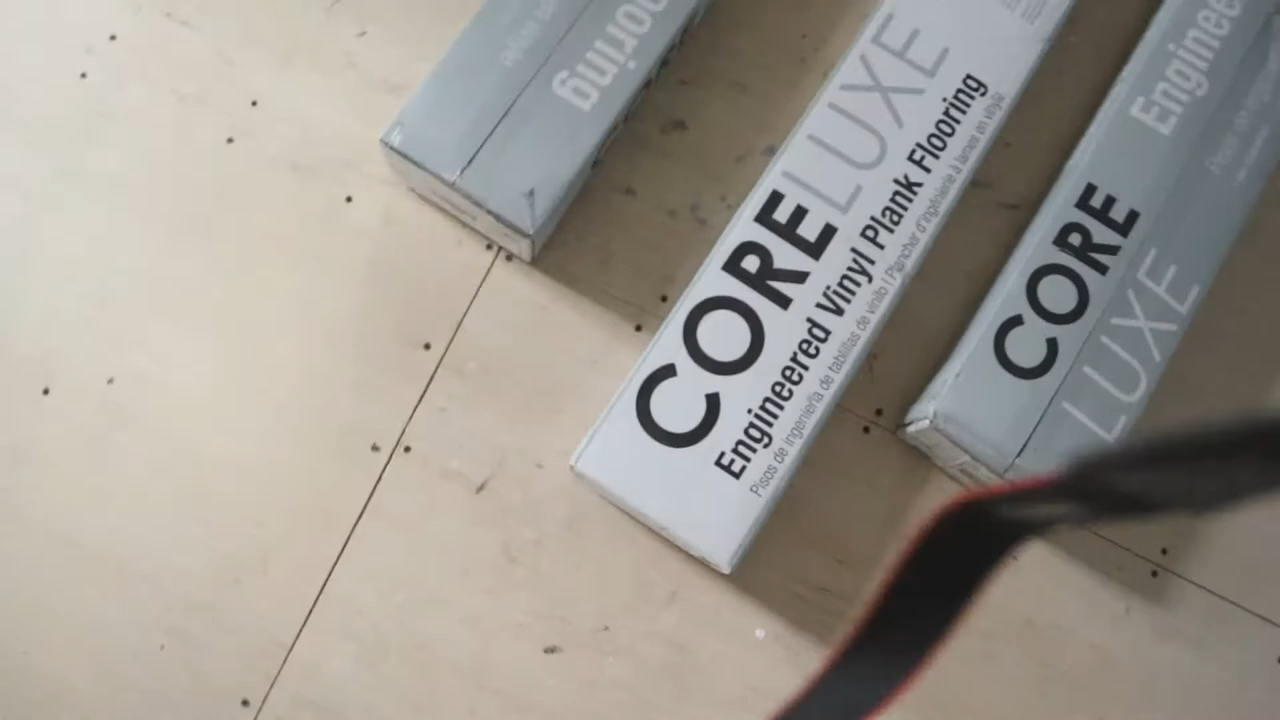 ooring
CORELUXE
Engineered Vinyl Plank Flooring
Pisos de ingeniería de tablillas de vinilo / Plancher d'ingénierie à lames en vinyle
CORE
LUXE
Enginee